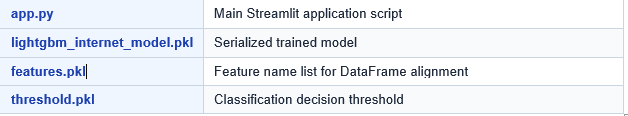 app.py Main Streamlit application script
lightgbm_internet_model.pkl Serialized trained model
features.pkl Feature name list for DataFrame alignment
threshold.pkl Classification decision threshold